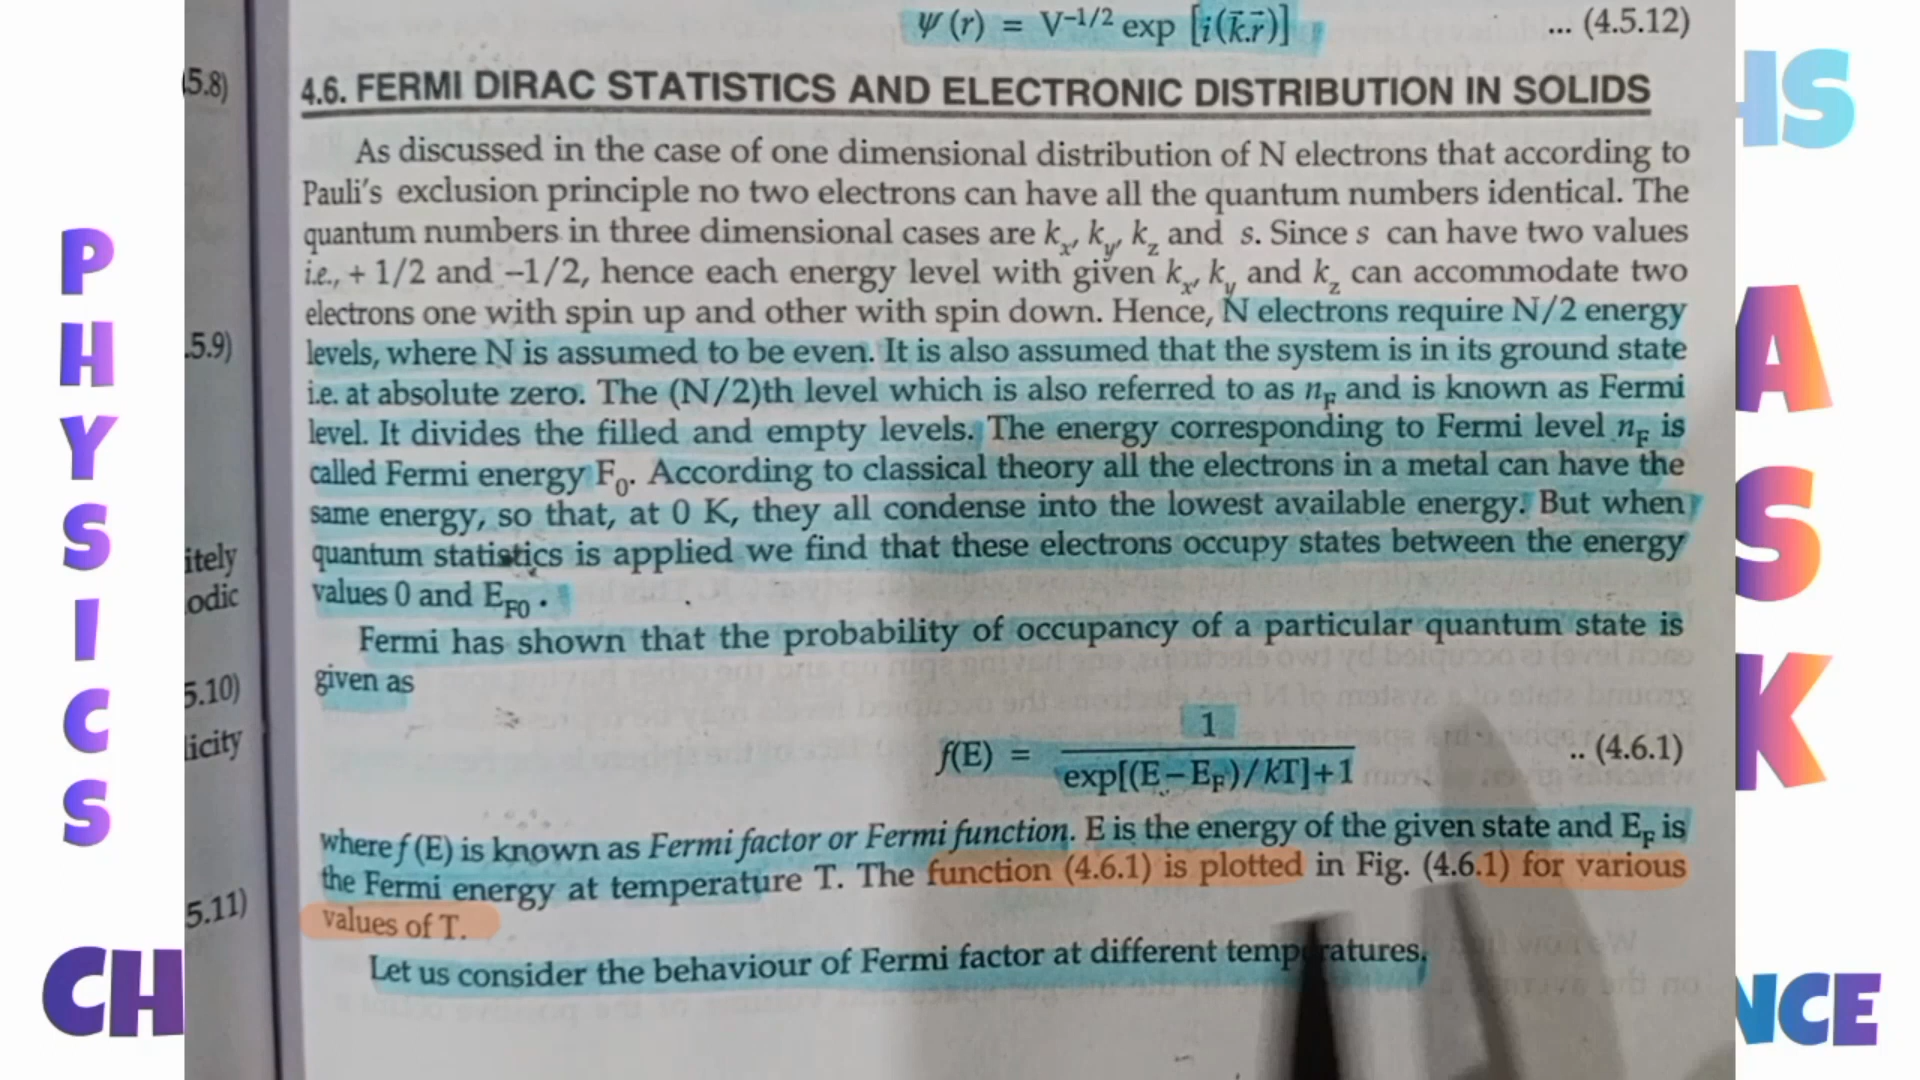 Ψ (r) = V–1/2 exp [i(k⃗.r⃗)] ... (4.5.12)
4.6. FERMI DIRAC STATISTICS AND ELECTRONIC DISTRIBUTION IN SOLIDS
As discussed in the case of one dimensional distribution of N electrons that according to
Pauli's exclusion principle no two electrons can have all the quantum numbers identical. The
quantum numbers in three dimensional cases are kx, ky, kz and s. Since s can have two values
i.e., + 1/2 and –1/2, hence each energy level with given kx, ky and kz can accommodate two
electrons one with spin up and other with spin down. Hence, N electrons require N/2 energy
levels, where N is assumed to be even. It is also assumed that the system is in its ground state
i.e. at absolute zero. The (N/2)th level which is also referred to as nF and is known as Fermi
level. It divides the filled and empty levels. The energy corresponding to Fermi level nF is
called Fermi energy F0. According to classical theory all the electrons in a metal can have the
same energy, so that, at 0 K, they all condense into the lowest available energy. But when
quantum statistics is applied we find that these electrons occupy states between the energy
values 0 and EF0 .
Fermi has shown that the probability of occupancy of a particular quantum state is
given as
f(E) = 1 / exp[(E – EF)/kT]+1 .. (4.6.1)
where f (E) is known as Fermi factor or Fermi function. E is the energy of the given state and EF is
the Fermi energy at temperature T. The function (4.6.1) is plotted in Fig. (4.6.1) for various
values of T.
Let us consider the behaviour of Fermi factor at different temperatures.
5.8)
.5.9)
itely
odic
5.10)
licity
5.11)
PHYSICS
CH
HS
ASK
NCE